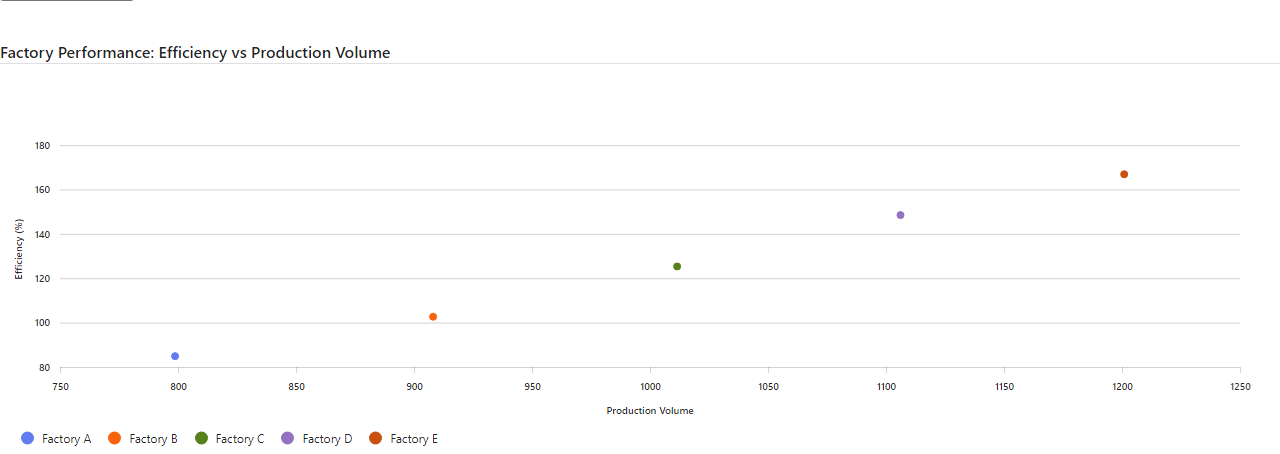 Factory Performance: Efficiency vs Production Volume
180
160
140
120
100
80
Efficiency (%)
750 800 850 900 950 1000 1050 1100 1150 1200 1250
Production Volume
Factory A Factory B Factory C Factory D Factory E